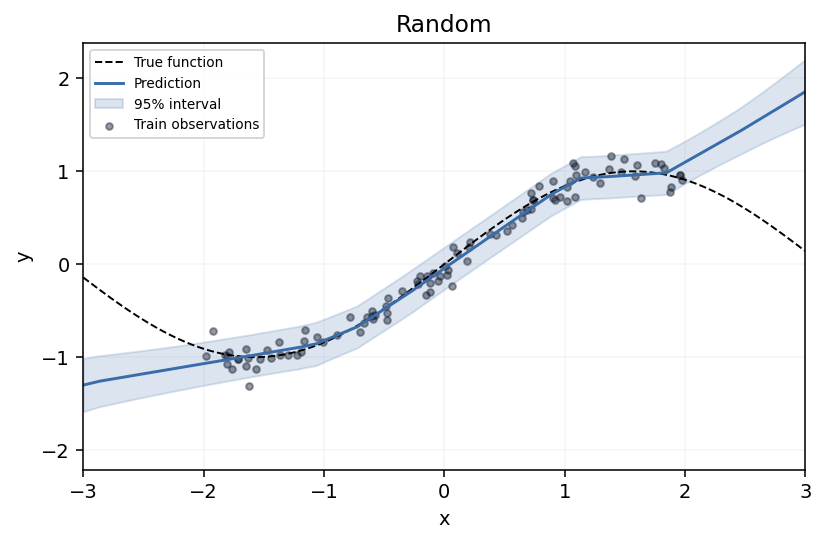 Random
True function
Prediction
95% interval
Train observations
2
1
0
−1
−2
y
−3
−2
−1
0
1
2
3
x